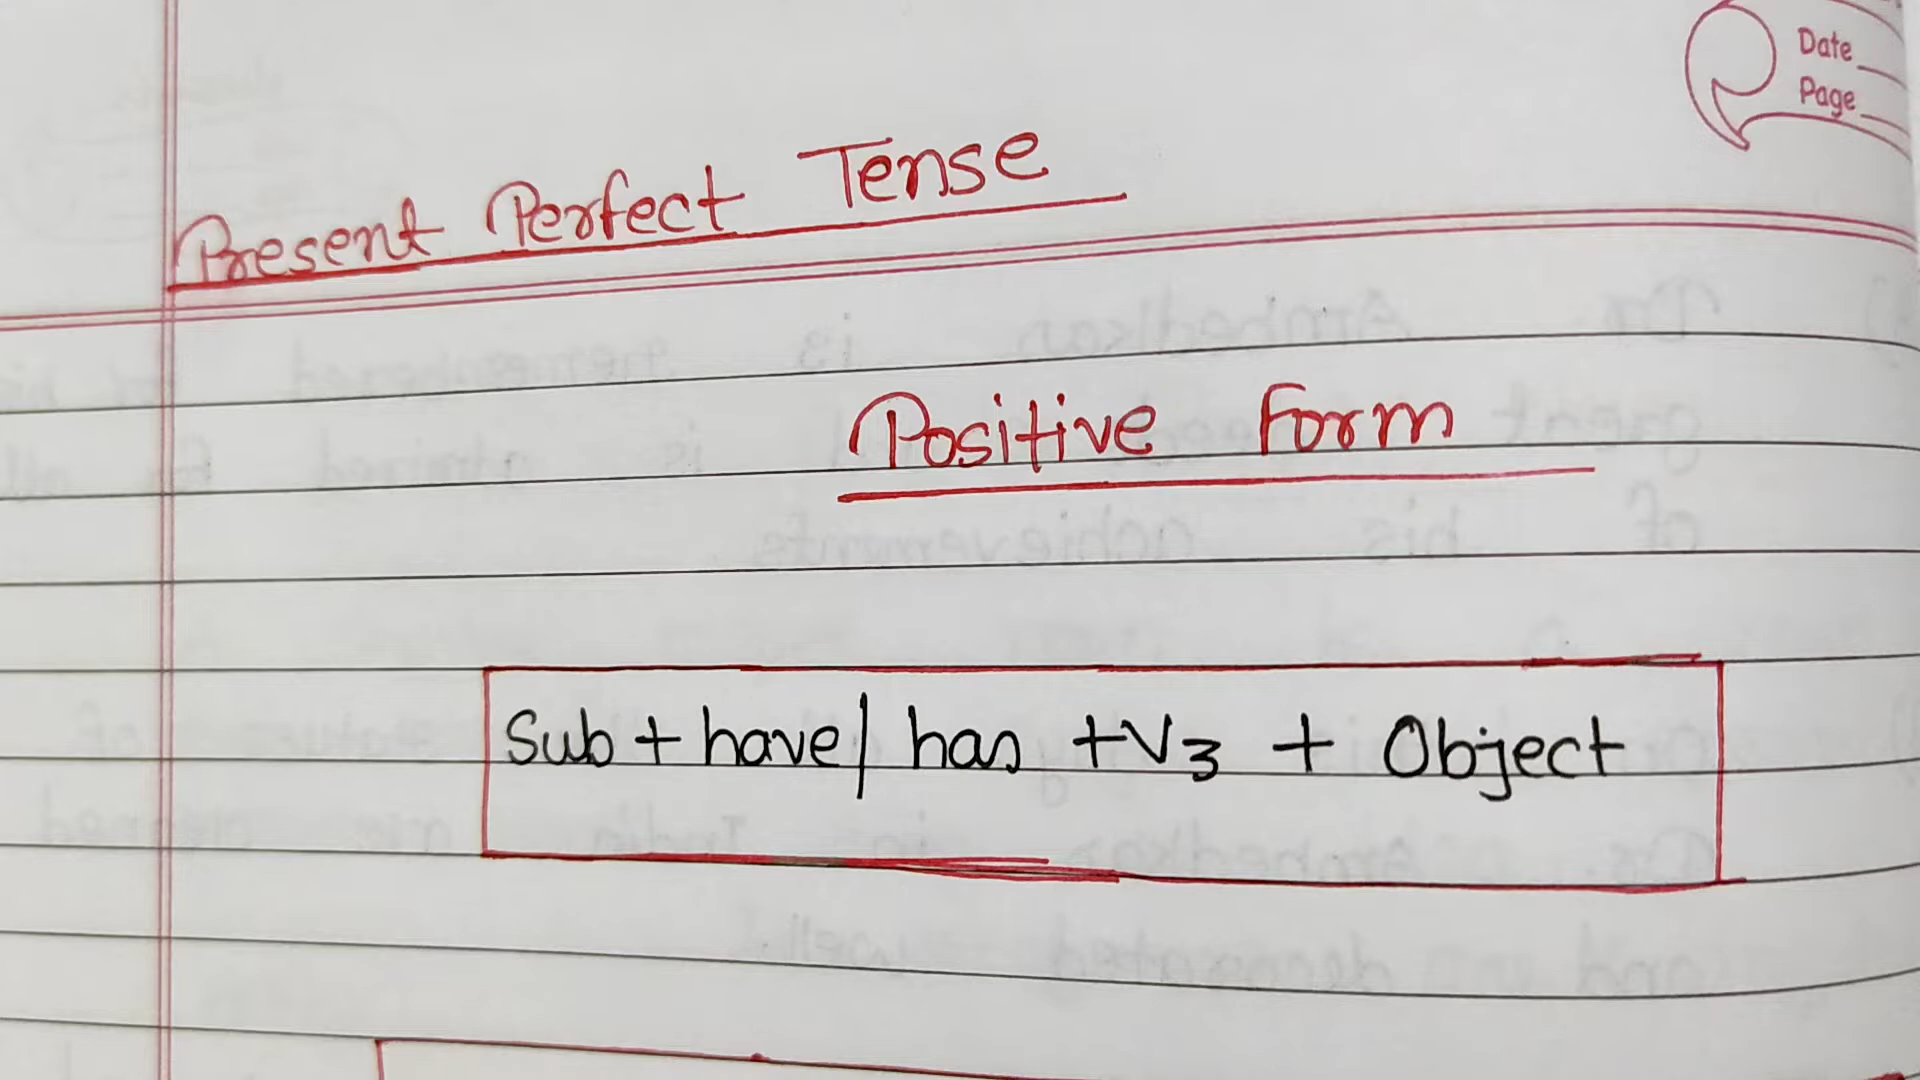 Date
Page
Present Perfect Tense
Positive Form
Sub + have/ has +V3 + Object